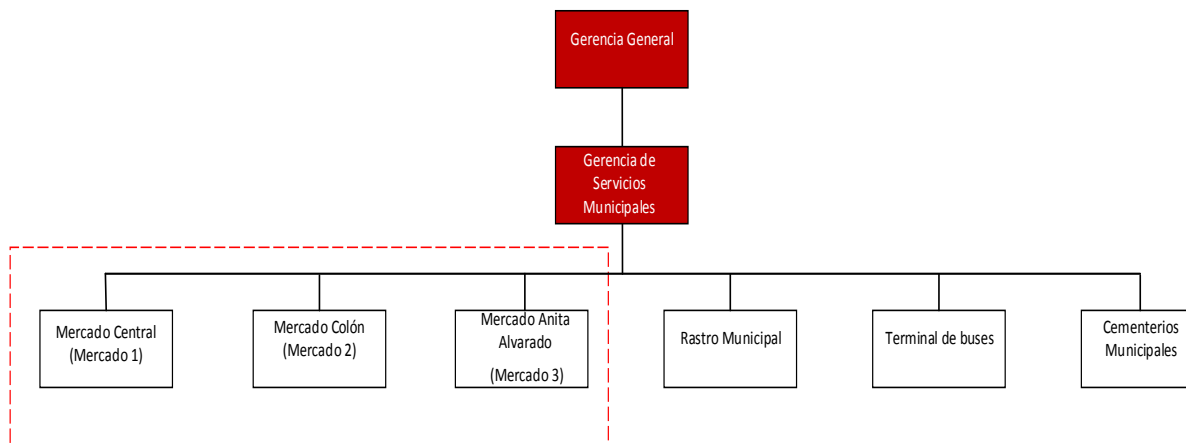 Gerencia General
Gerencia de
Servicios
Municipales
Mercado Central
(Mercado 1)
Mercado Colón
(Mercado 2)
Mercado Anita
Alvarado
(Mercado 3)
Rastro Municipal
Terminal de buses
Cementerios
Municipales